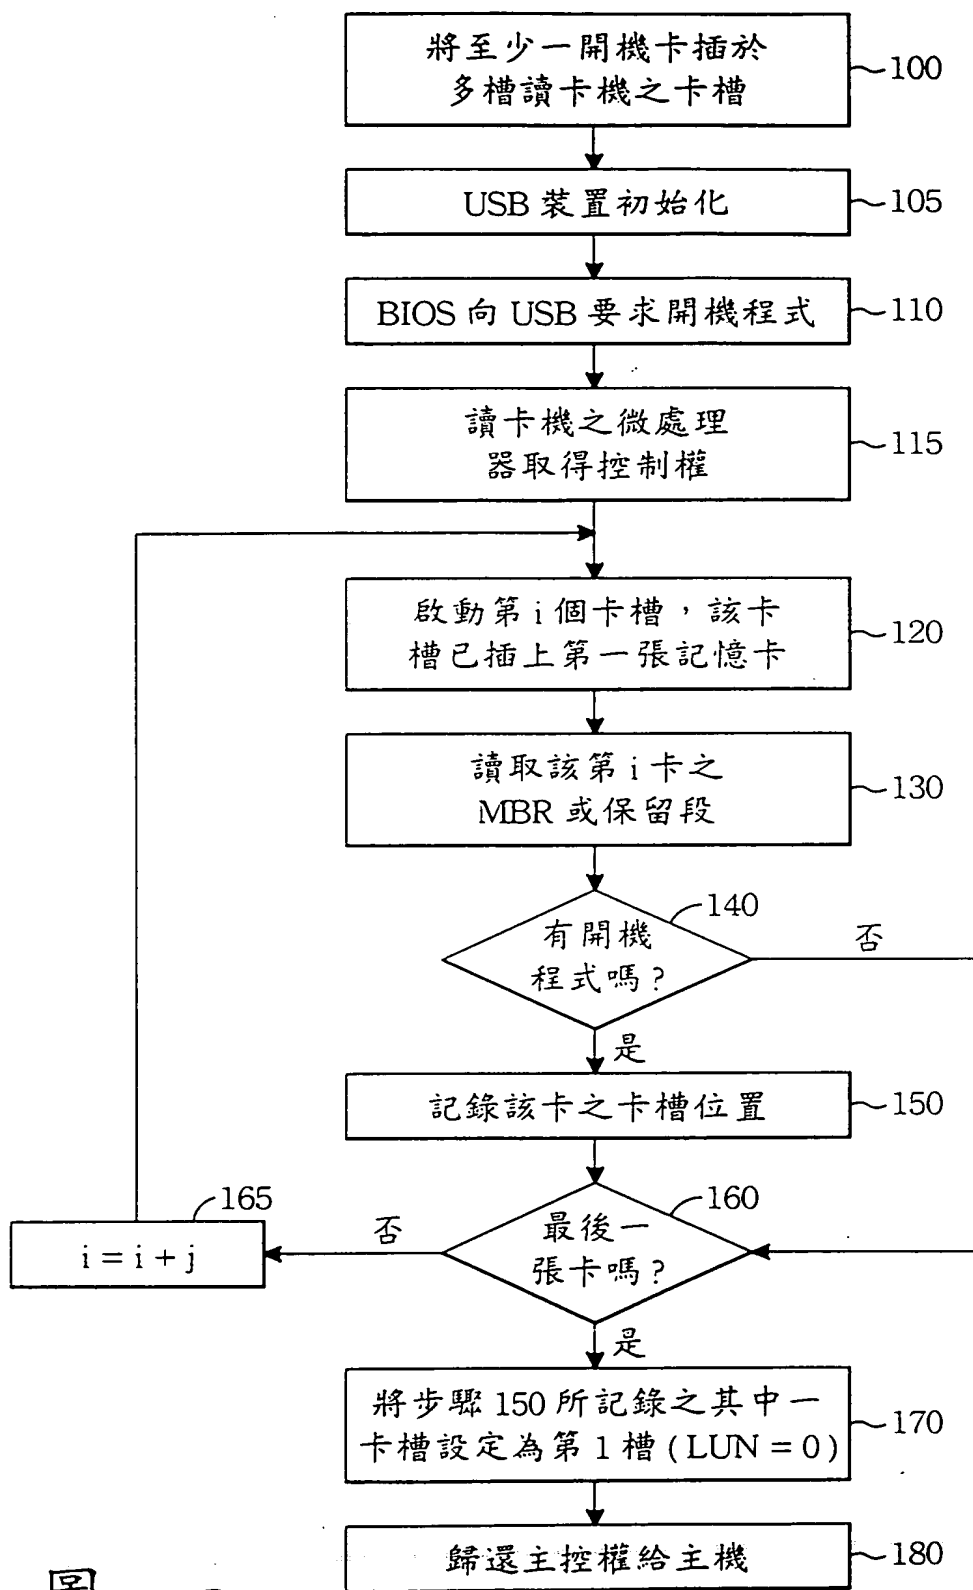 將至少一開機卡插於
多槽讀卡機之卡槽
100
USB 裝置初始化
105
BIOS 向 USB 要求開機程式
110
讀卡機之微處理
器取得控制權
115
啟動第 i 個卡槽，該卡
槽已插上第一張記憶卡
120
讀取該第 i 卡之
MBR 或保留段
130
140
有開機
程式嗎?
否
是
記錄該卡之卡槽位置
150
160
最後一
張卡嗎?
否
165
i = i + j
是
將步驟 150 所記錄之其中一
卡槽設定為第 1 槽 (LUN = 0)
170
歸還主控權給主機
180
圖